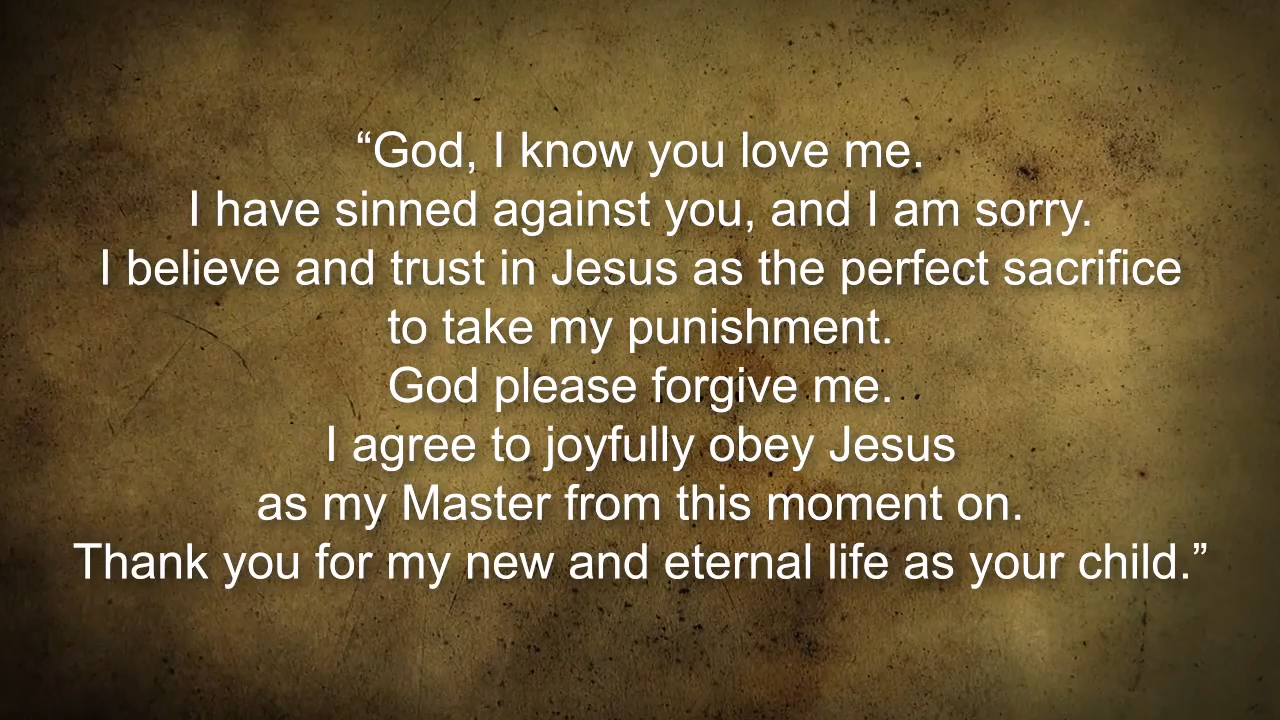 “God, I know you love me.
I have sinned against you, and I am sorry.
I believe and trust in Jesus as the perfect sacrifice
to take my punishment.
God please forgive me.
I agree to joyfully obey Jesus
as my Master from this moment on.
Thank you for my new and eternal life as your child.”